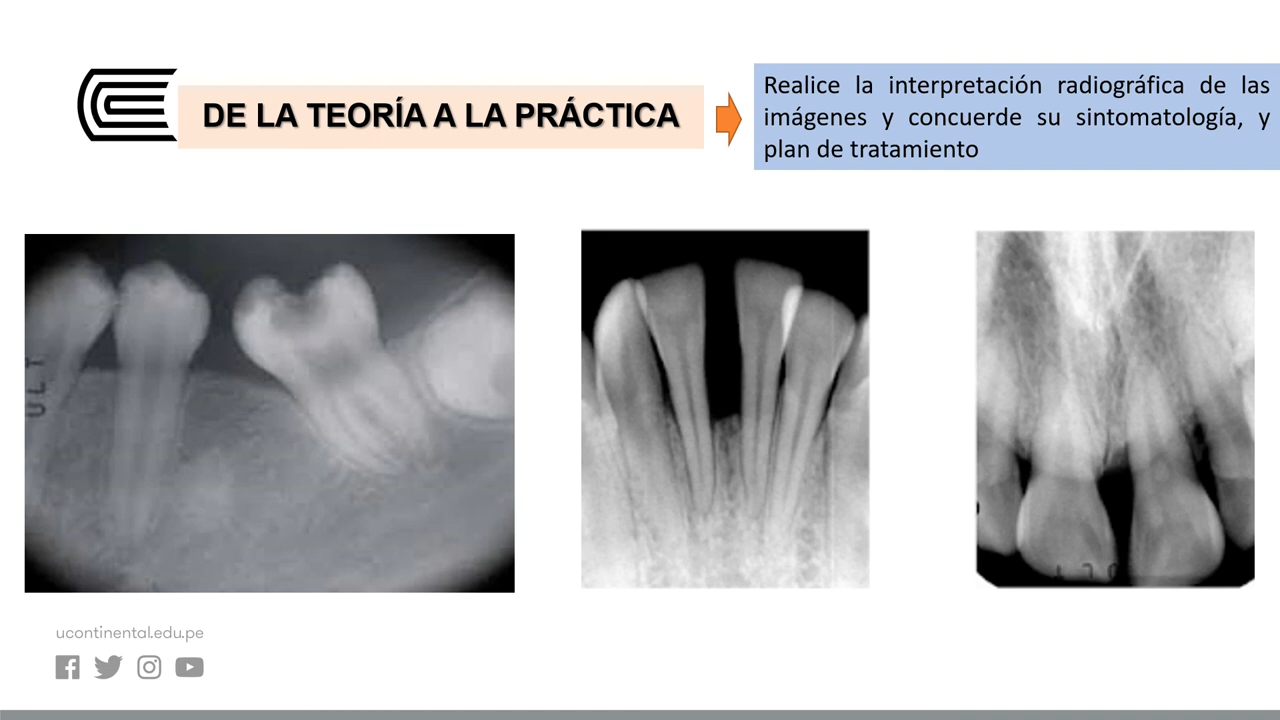 DE LA TEORÍA A LA PRÁCTICA
Realice la interpretación radiográfica de las
imágenes y concuerde su sintomatología, y
plan de tratamiento
ucontinental.edu.pe